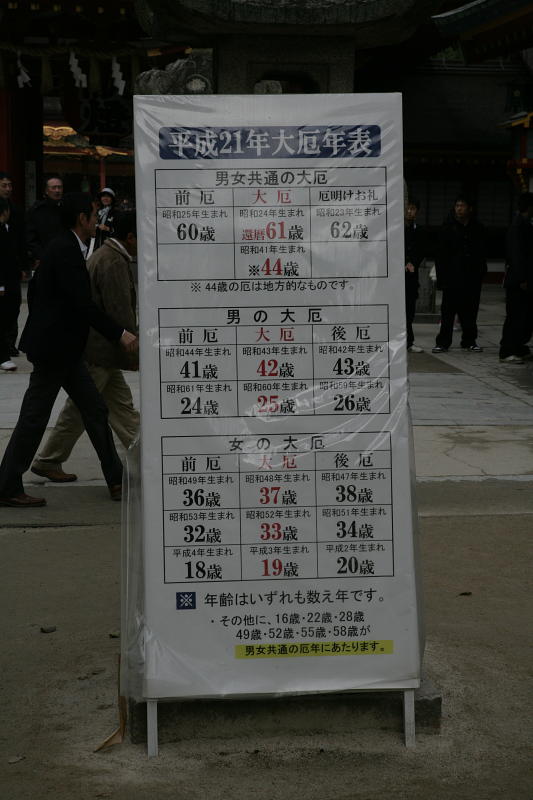 平成21年大厄年表
男女共通の大厄
前厄 大厄 厄明けお礼
昭和25年生まれ 昭和24年生まれ 昭和23年生まれ
60歳 還暦61歳 62歳
昭和41年生まれ
※44歳
※44歳の厄は地方的なものです。
男の大厄
前厄 大厄 後厄
昭和44年生まれ 昭和43年生まれ 昭和42年生まれ
41歳 42歳 43歳
昭和61年生まれ 昭和60年生まれ 昭和59年生まれ
24歳 25歳 26歳
女の大厄
前厄 大厄 後厄
昭和49年生まれ 昭和48年生まれ 昭和47年生まれ
36歳 37歳 38歳
昭和53年生まれ 昭和52年生まれ 昭和51年生まれ
32歳 33歳 34歳
平成4年生まれ 平成3年生まれ 平成2年生まれ
18歳 19歳 20歳
※ 年齢はいずれも数え年です。
・その他に、16歳・22歳・28歳
49歳・52歳・55歳・58歳が
男女共通の厄年にあたります。